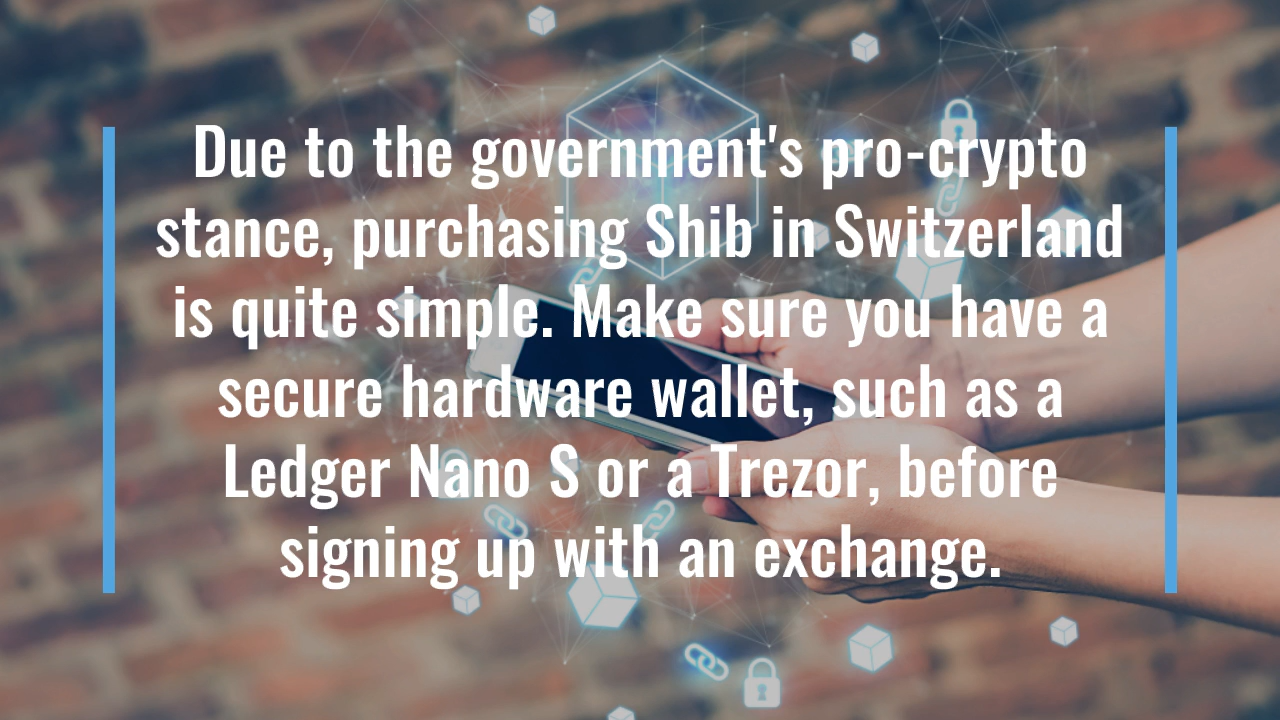 Due to the government's pro-crypto
stance, purchasing Shib in Switzerland
is quite simple. Make sure you have a
secure hardware wallet, such as a
Ledger Nano S or a Trezor, before
signing up with an exchange.